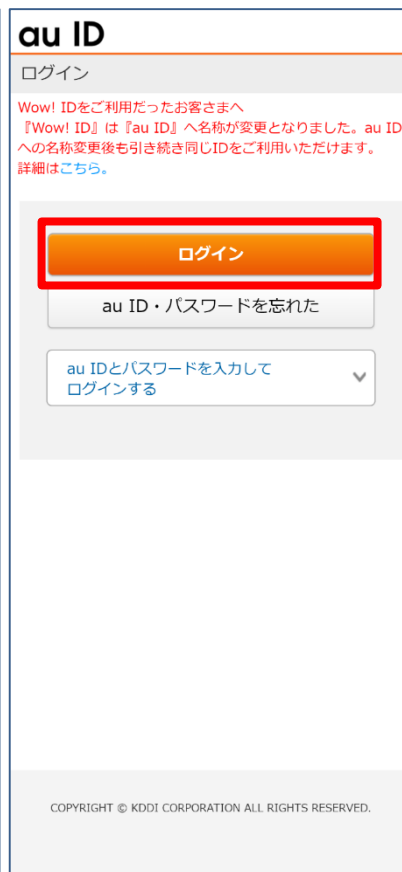 au ID
ログイン
Wow! IDをご利用だったお客さまへ
『Wow! ID』は『au ID』へ名称が変更となりました。au ID
への名称変更後も引き続き同じIDをご利用いただけます。
詳細はこちら。
ログイン
au ID・パスワードを忘れた
au IDとパスワードを入力して
ログインする
COPYRIGHT © KDDI CORPORATION ALL RIGHTS RESERVED.